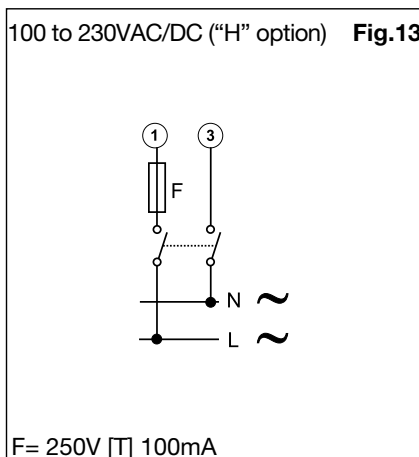 100 to 230VAC/DC (“H” option) Fig.13
1 3
F
N ~
L ~
F= 250V [T] 100mA